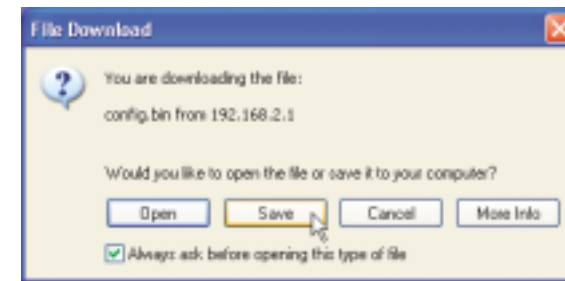 File Download
You are downloading the file:
config.bin from 192.168.2.1
Would you like to open the file or save it to your computer?
Open Save Cancel More Info
Always ask before opening this type of file